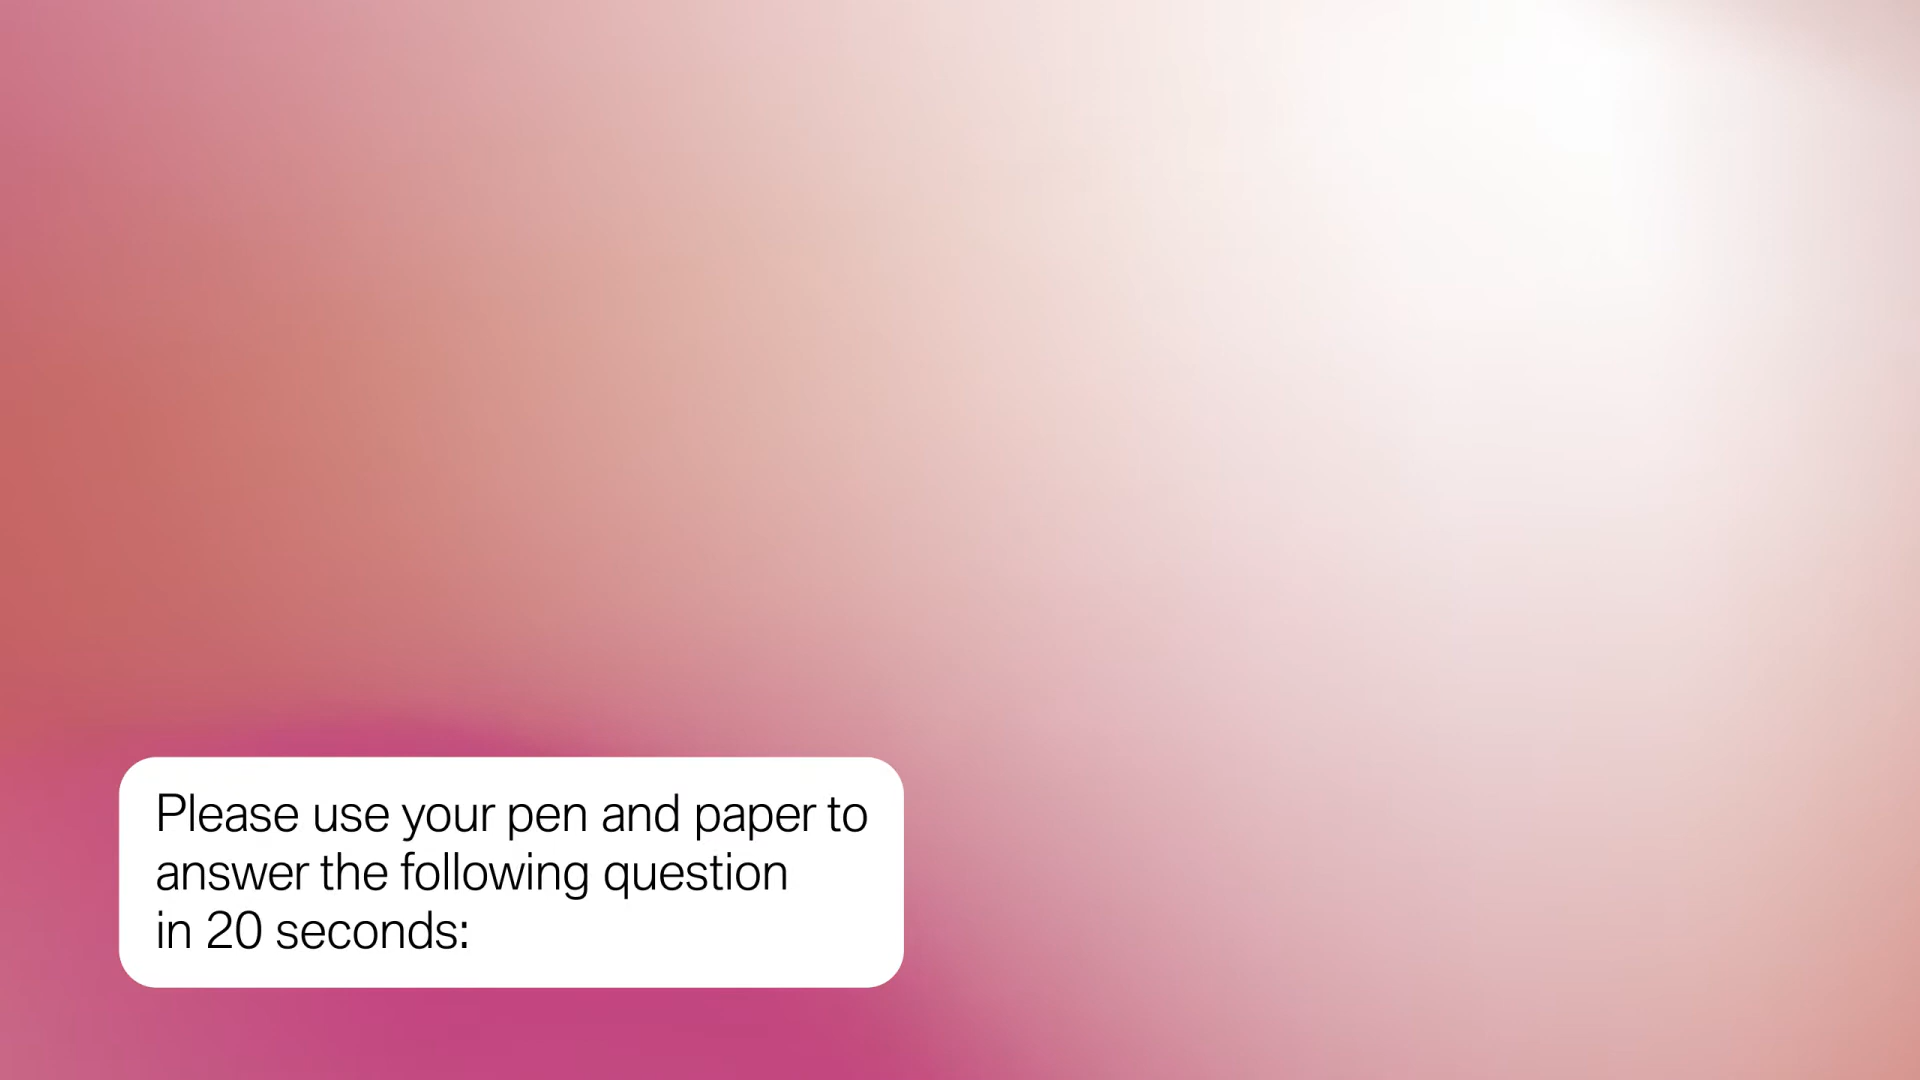 Please use your pen and paper to
answer the following question
in 20 seconds: